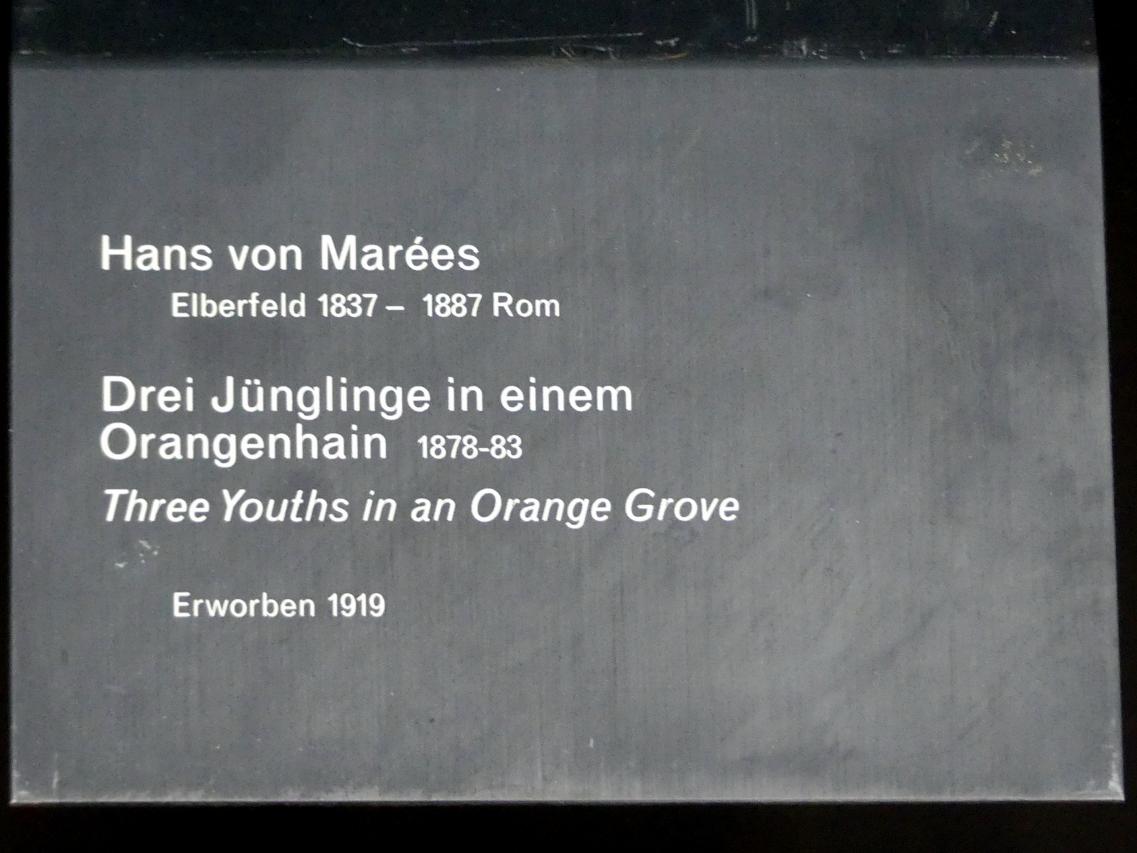 Hans von Marées
Elberfeld 1837 – 1887 Rom
Drei Jünglinge in einem
Orangenhain 1878-83
Three Youths in an Orange Grove
Erworben 1919